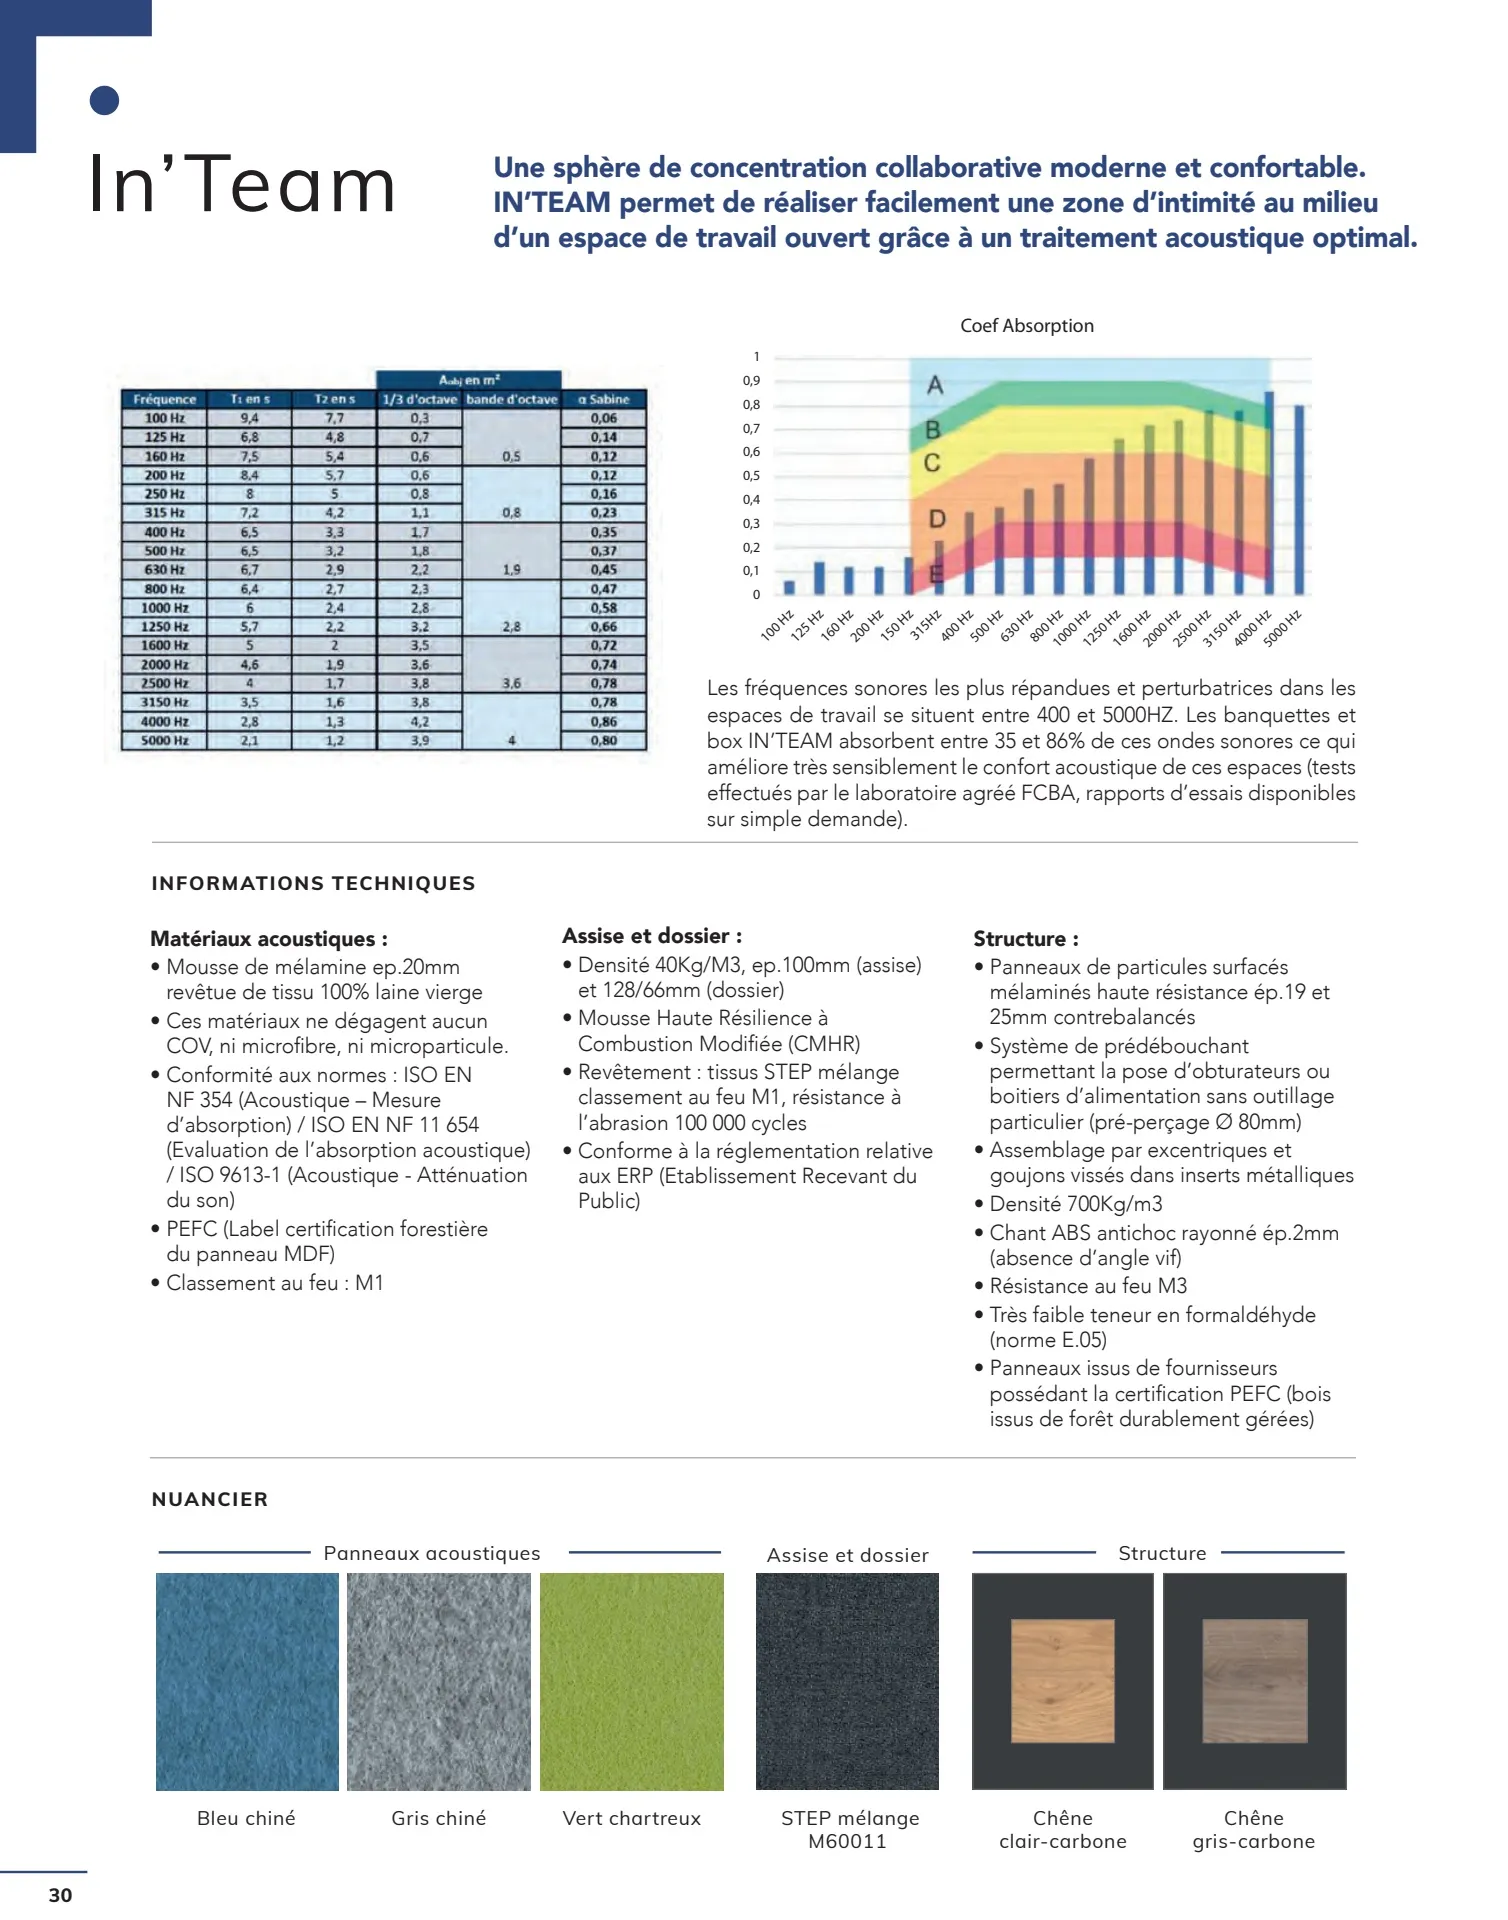 In’Team
Une sphère de concentration collaborative moderne et confortable.
IN’TEAM permet de réaliser facilement une zone d’intimité au milieu
d’un espace de travail ouvert grâce à un traitement acoustique optimal.
Aobj en m²
Fréquence T1 en s T2 en s 1/3 d'octave bande d'octave α Sabine
100 Hz 9,4 7,7 0,3 0,06
125 Hz 6,8 4,8 0,7 0,14
160 Hz 7,5 5,4 0,6 0,5 0,12
200 Hz 8,4 5,7 0,6 0,12
250 Hz 8 5 0,8 0,16
315 Hz 7,2 4,2 1,1 0,8 0,23
400 Hz 6,5 3,3 1,7 0,35
500 Hz 6,5 3,2 1,8 0,37
630 Hz 6,7 2,9 2,2 1,9 0,45
800 Hz 6,4 2,7 2,3 0,47
1000 Hz 6 2,4 2,8 0,58
1250 Hz 5,7 2,2 3,2 2,8 0,66
1600 Hz 5 2 3,5 0,72
2000 Hz 4,6 1,9 3,6 0,74
2500 Hz 4 1,7 3,8 3,6 0,78
3150 Hz 3,5 1,6 3,8 0,78
4000 Hz 2,8 1,3 4,2 0,86
5000 Hz 2,1 1,2 3,9 4 0,80
Coef Absorption
1
0,9
0,8
0,7
0,6
0,5
0,4
0,3
0,2
0,1
0
A
B
C
D
E
100 Hz 125 Hz 160 Hz 200 Hz 150 Hz 315Hz 400 Hz 500 Hz 630 Hz 800 Hz 1000 Hz 1250 Hz 1600 Hz 2000 Hz 2500 Hz 3150 Hz 4000 Hz 5000 Hz
Les fréquences sonores les plus répandues et perturbatrices dans les
espaces de travail se situent entre 400 et 5000HZ. Les banquettes et
box IN’TEAM absorbent entre 35 et 86% de ces ondes sonores ce qui
améliore très sensiblement le confort acoustique de ces espaces (tests
effectués par le laboratoire agréé FCBA, rapports d’essais disponibles
sur simple demande).
INFORMATIONS TECHNIQUES
Matériaux acoustiques :
• Mousse de mélamine ep.20mm
revêtue de tissu 100% laine vierge
• Ces matériaux ne dégagent aucun
COV, ni microfibre, ni microparticule.
• Conformité aux normes : ISO EN
NF 354 (Acoustique – Mesure
d’absorption) / ISO EN NF 11 654
(Evaluation de l’absorption acoustique)
/ ISO 9613-1 (Acoustique - Atténuation
du son)
• PEFC (Label certification forestière
du panneau MDF)
• Classement au feu : M1
Assise et dossier :
• Densité 40Kg/M3, ep.100mm (assise)
et 128/66mm (dossier)
• Mousse Haute Résilience à
Combustion Modifiée (CMHR)
• Revêtement : tissus STEP mélange
classement au feu M1, résistance à
l’abrasion 100 000 cycles
• Conforme à la réglementation relative
aux ERP (Etablissement Recevant du
Public)
Structure :
• Panneaux de particules surfacés
mélaminés haute résistance ép.19 et
25mm contrebalancés
• Système de prédébouchant
permettant la pose d’obturateurs ou
boitiers d’alimentation sans outillage
particulier (pré-perçage Ø 80mm)
• Assemblage par excentriques et
goujons vissés dans inserts métalliques
• Densité 700Kg/m3
• Chant ABS antichoc rayonné ép.2mm
(absence d’angle vif)
• Résistance au feu M3
• Très faible teneur en formaldéhyde
(norme E.05)
• Panneaux issus de fournisseurs
possédant la certification PEFC (bois
issus de forêt durablement gérées)
NUANCIER
Panneaux acoustiques
Assise et dossier
Structure
Bleu chiné
Gris chiné
Vert chartreux
STEP mélange
M60011
Chêne
clair-carbone
Chêne
gris-carbone
30